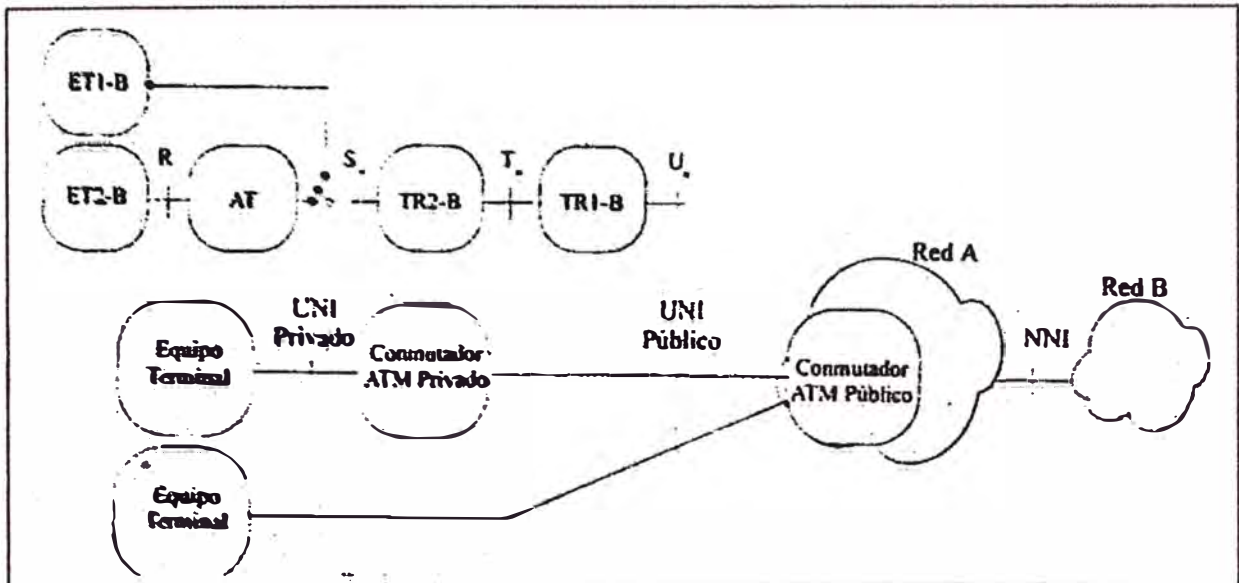 ET1-B
ET2-B
R
AT
S
TR2-B
T
TR1-B
U
Red A
Red B
UNI
Privado
UNI
Público
NNI
Equipo
Terminal
Conmutador
ATM Privado
Conmutador
ATM Público
Equipo
Terminal